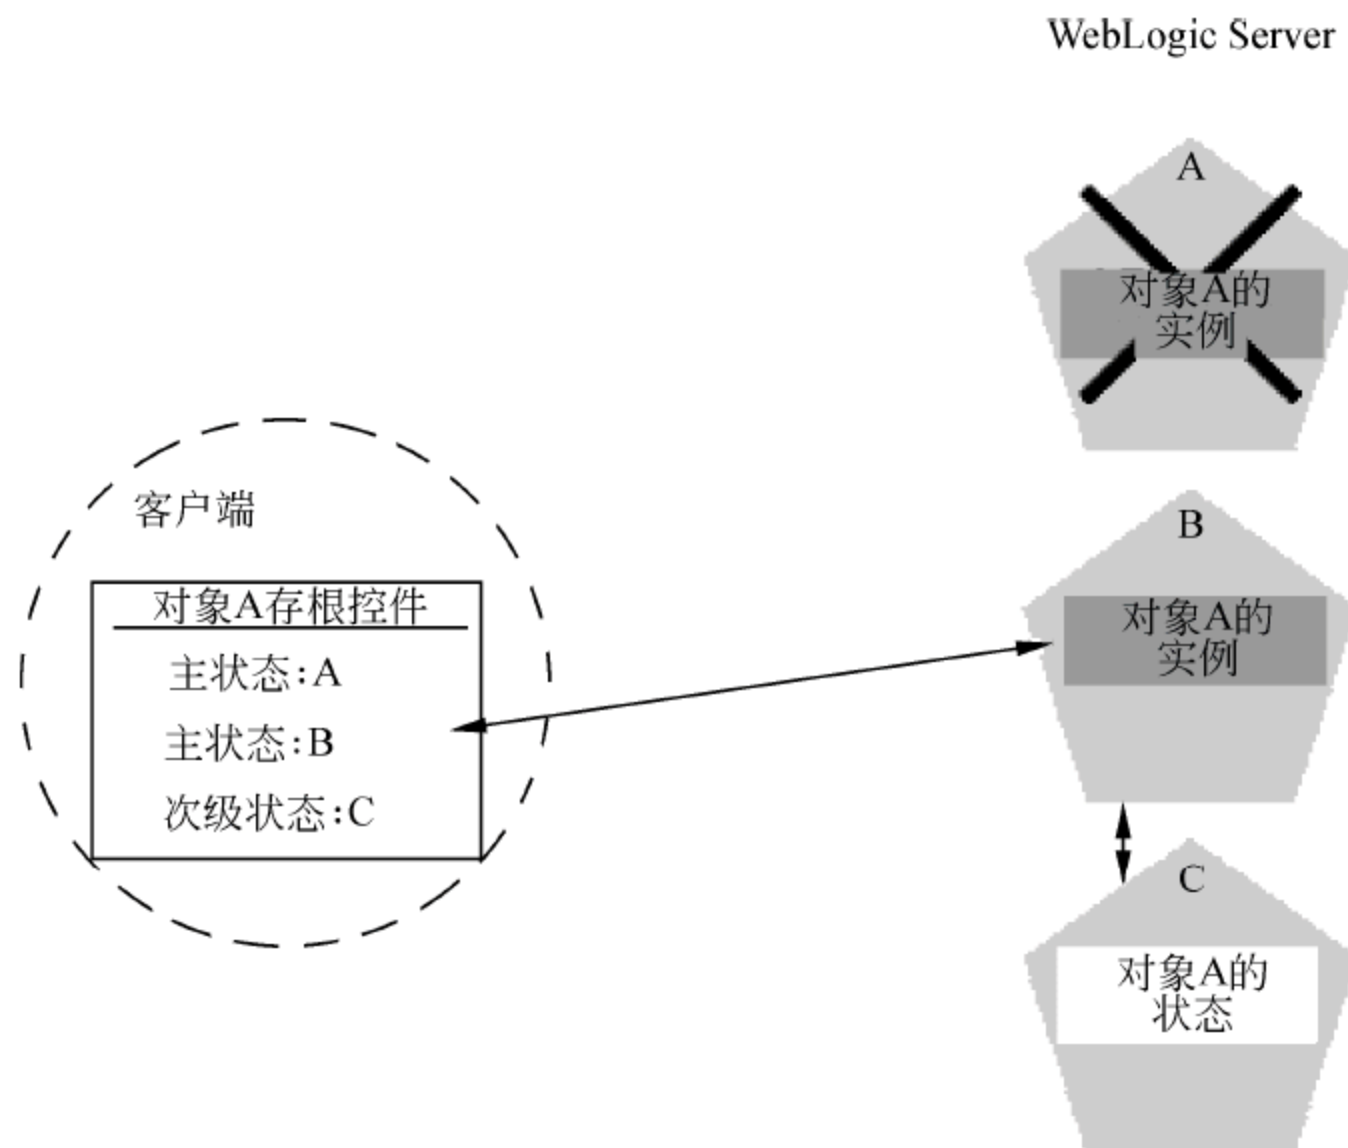 WebLogic Server
A
对象A的
实例
客户端
对象A存根控件
主状态:A
主状态:B
次级状态:C
B
对象A的
实例
C
对象A的
状态